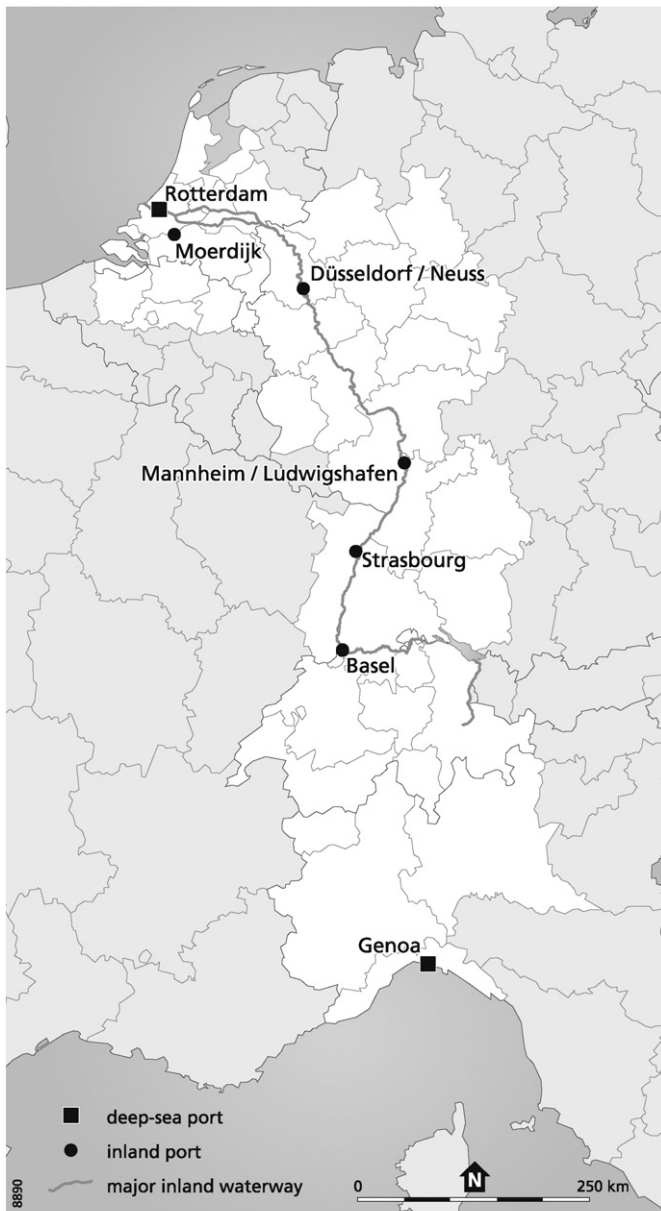 Rotterdam
Moerdijk
Düsseldorf / Neuss
Mannheim / Ludwigshafen
Strasbourg
Basel
Genoa
deep-sea port
inland port
major inland waterway
8890
N
0 250 km